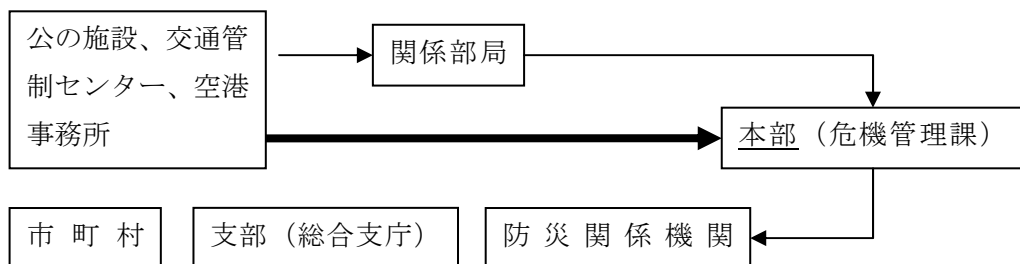 公の施設、交通管
制センター、空港
事務所
関係部局
本部（危機管理課）
市町村
支部（総合支庁）
防災関係機関